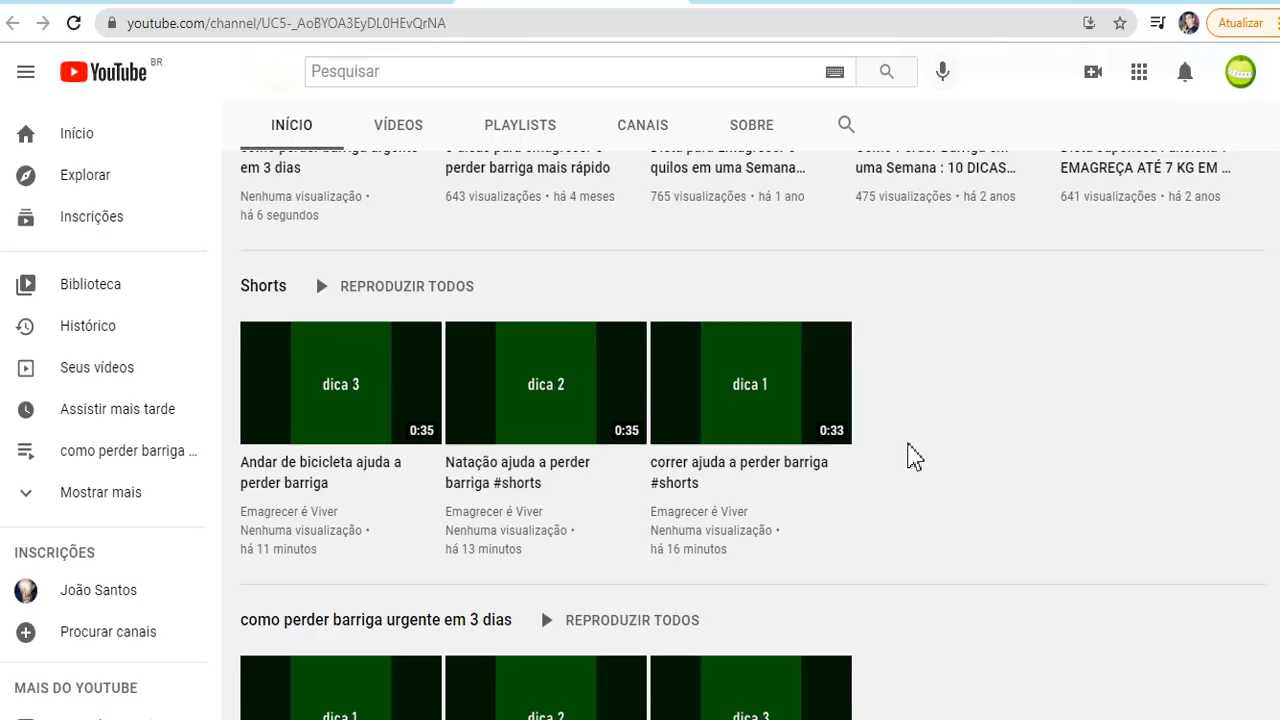 youtube.com/channel/UC5-_AoBYOA3EyDL0HEvQrNA
Atualizar
YouTube BR
Pesquisar
INÍCIO
VÍDEOS
PLAYLISTS
CANAIS
SOBRE
Início
Explorar
Inscrições
Biblioteca
Histórico
Seus vídeos
Assistir mais tarde
como perder barriga ...
Mostrar mais
INSCRIÇÕES
João Santos
Procurar canais
MAIS DO YOUTUBE
em 3 dias
Nenhuma visualização •
há 6 segundos
perder barriga mais rápido
643 visualizações • há 4 meses
quilos em uma Semana...
765 visualizações • há 1 ano
uma Semana : 10 DICAS...
475 visualizações • há 2 anos
EMAGREÇA ATÉ 7 KG EM ...
641 visualizações • há 2 anos
Shorts
REPRODUZIR TODOS
dica 3
0:35
Andar de bicicleta ajuda a
perder barriga
Emagrecer é Viver
Nenhuma visualização •
há 11 minutos
dica 2
0:35
Natação ajuda a perder
barriga #shorts
Emagrecer é Viver
Nenhuma visualização •
há 13 minutos
dica 1
0:33
correr ajuda a perder barriga
#shorts
Emagrecer é Viver
Nenhuma visualização •
há 16 minutos
como perder barriga urgente em 3 dias
REPRODUZIR TODOS
dica 1
dica 2
dica 3